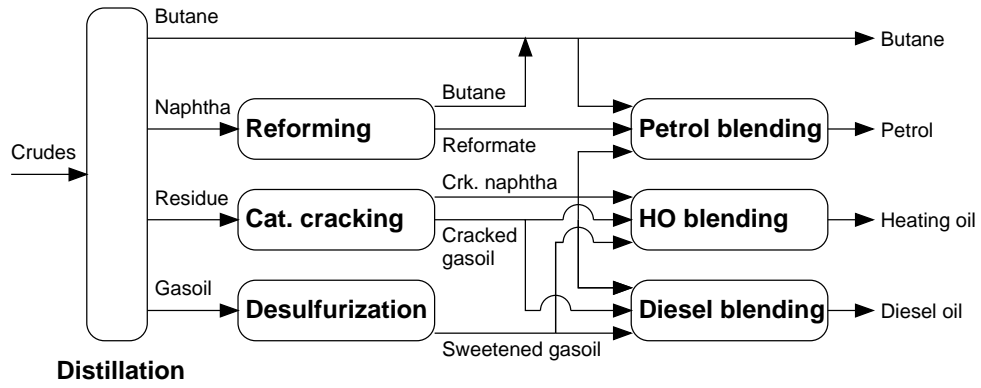 Butane
Butane
Naphtha
Butane
Reforming
Petrol blending
Petrol
Reformate
Crudes
Crk. naphtha
Residue
Cat. cracking
HO blending
Heating oil
Cracked
gasoil
Gasoil
Desulfurization
Diesel blending
Diesel oil
Sweetened gasoil
Distillation